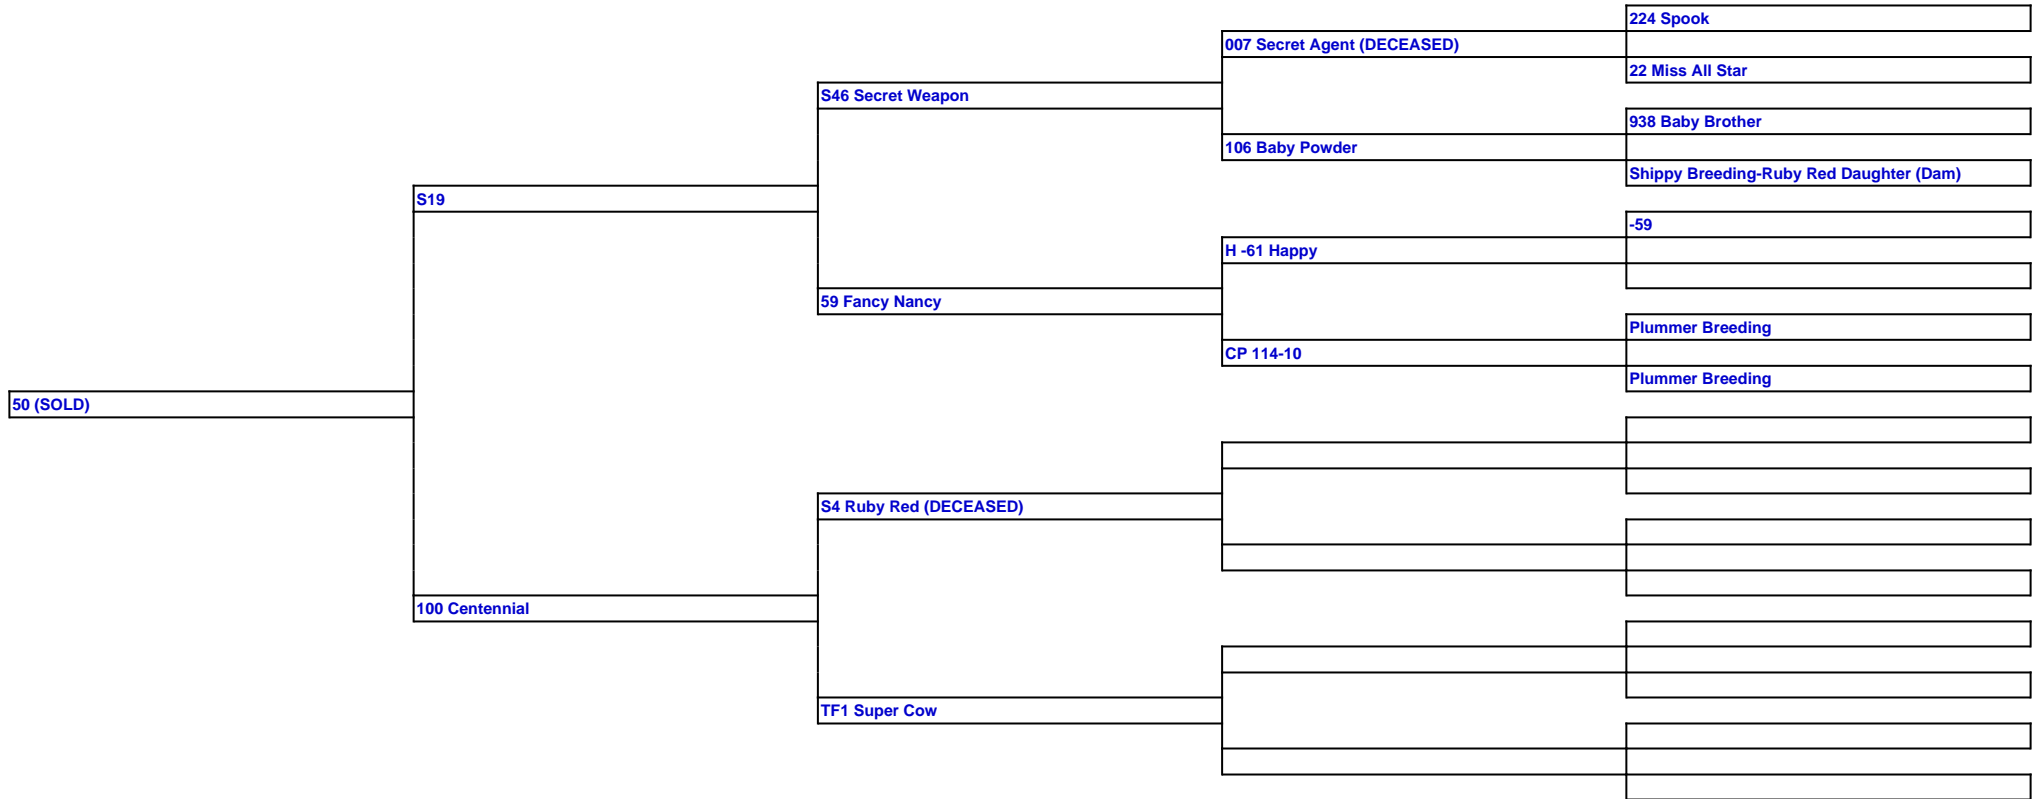 224 Spook
007 Secret Agent (DECEASED)
22 Miss All Star
S46 Secret Weapon
938 Baby Brother
106 Baby Powder
Shippy Breeding-Ruby Red Daughter (Dam)
S19
-59
H -61 Happy
59 Fancy Nancy
Plummer Breeding
CP 114-10
Plummer Breeding
50 (SOLD)
S4 Ruby Red (DECEASED)
100 Centennial
TF1 Super Cow